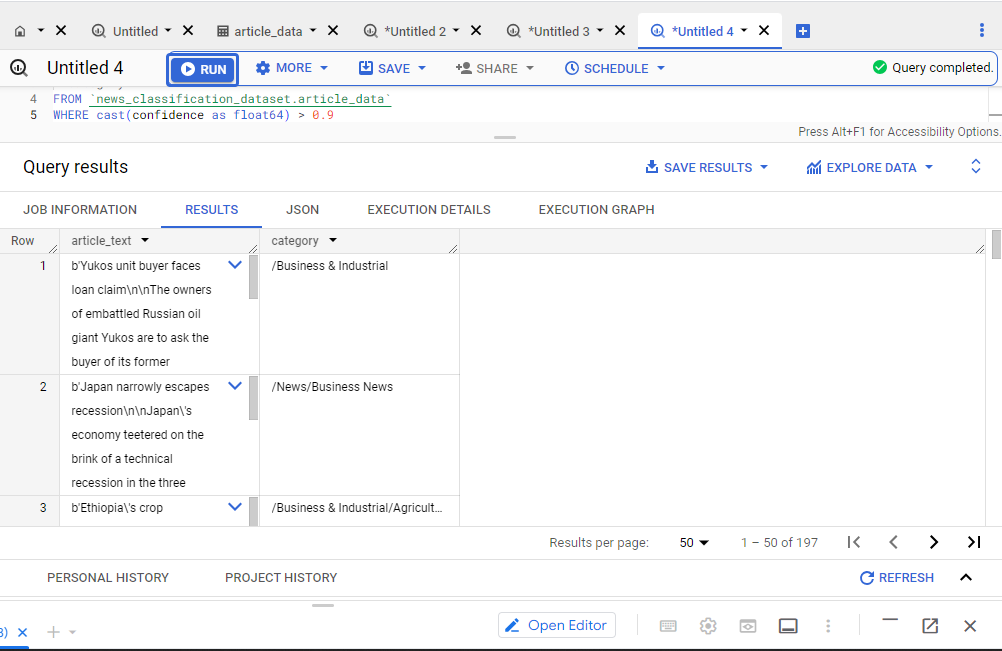 Untitled article_data *Untitled 2 *Untitled 3 *Untitled 4
Untitled 4 RUN MORE SAVE SHARE SCHEDULE Query completed.
4 FROM `news_classification_dataset.article_data`
5 WHERE cast(confidence as float64) > 0.9
Press Alt+F1 for Accessibility Options.
Query results SAVE RESULTS EXPLORE DATA
JOB INFORMATION RESULTS JSON EXECUTION DETAILS EXECUTION GRAPH
Row article_text category
1 b'Yukos unit buyer faces /Business & Industrial
loan claim\n\nThe owners
of embattled Russian oil
giant Yukos are to ask the
buyer of its former
2 b'Japan narrowly escapes /News/Business News
recession\n\nJapan\'s
economy teetered on the
brink of a technical
recession in the three
3 b'Ethiopia\'s crop /Business & Industrial/Agricult...
Results per page: 50 1 – 50 of 197
PERSONAL HISTORY PROJECT HISTORY REFRESH
Open Editor